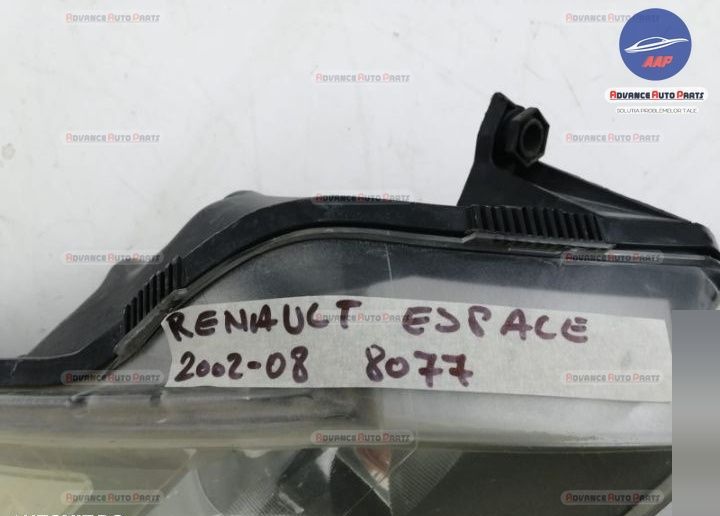 AAP
ADVANCE AUTO PARTS
SOLUTIA PROBLEMELOR TALE
RENAULT ESPACE
2002-08 8077